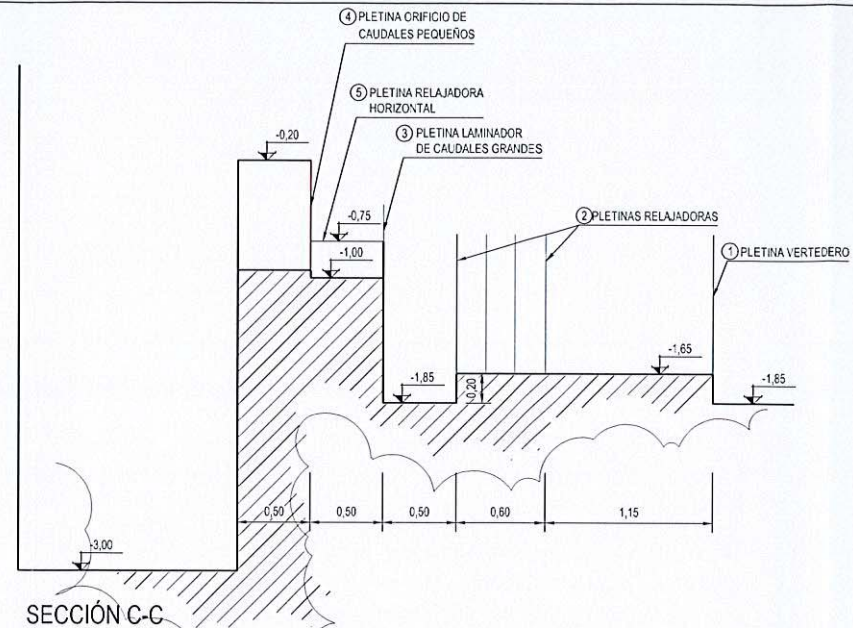 ④ PLETINA ORIFICIO DE
CAUDALES PEQUEÑOS
⑤ PLETINA RELAJADORA
HORIZONTAL
③ PLETINA LAMINADOR
DE CAUDALES GRANDES
-0,20
-0,75
② PLETINAS RELAJADORAS
-1,00
① PLETINA VERTEDERO
-1,65
-1,85
-0,20
-1,85
0,50
0,50
0,50
0,60
1,15
-3,00
SECCIÓN C-C